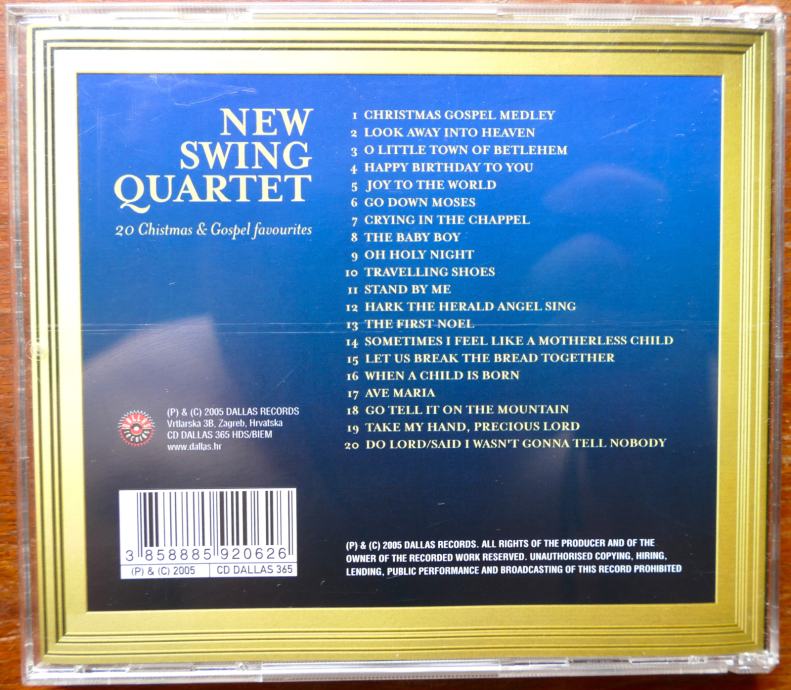 NEW
SWING
QUARTET
20 Chistmas & Gospel favourites
1 CHRISTMAS GOSPEL MEDLEY
2 LOOK AWAY INTO HEAVEN
3 O LITTLE TOWN OF BETLEHEM
4 HAPPY BIRTHDAY TO YOU
5 JOY TO THE WORLD
6 GO DOWN MOSES
7 CRYING IN THE CHAPPEL
8 THE BABY BOY
9 OH HOLY NIGHT
10 TRAVELLING SHOES
11 STAND BY ME
12 HARK THE HERALD ANGEL SING
13 THE FIRST NOEL
14 SOMETIMES I FEEL LIKE A MOTHERLESS CHILD
15 LET US BREAK THE BREAD TOGETHER
16 WHEN A CHILD IS BORN
17 AVE MARIA
18 GO TELL IT ON THE MOUNTAIN
19 TAKE MY HAND, PRECIOUS LORD
20 DO LORD/SAID I WASN'T GONNA TELL NOBODY
DALLAS
RECORDS
(P) & (C) 2005 DALLAS RECORDS
Vrtlarska 3B, Zagreb, Hrvatska
CD DALLAS 365 HDS/BIEM
www.dallas.hr
3 858885 920626
(P) & (C) 2005 CD DALLAS 365
(P) & (C) 2005 DALLAS RECORDS. ALL RIGHTS OF THE PRODUCER AND OF THE
OWNER OF THE RECORDED WORK RESERVED. UNAUTHORISED COPYING, HIRING,
LENDING, PUBLIC PERFORMANCE AND BROADCASTING OF THIS RECORD PROHIBITED